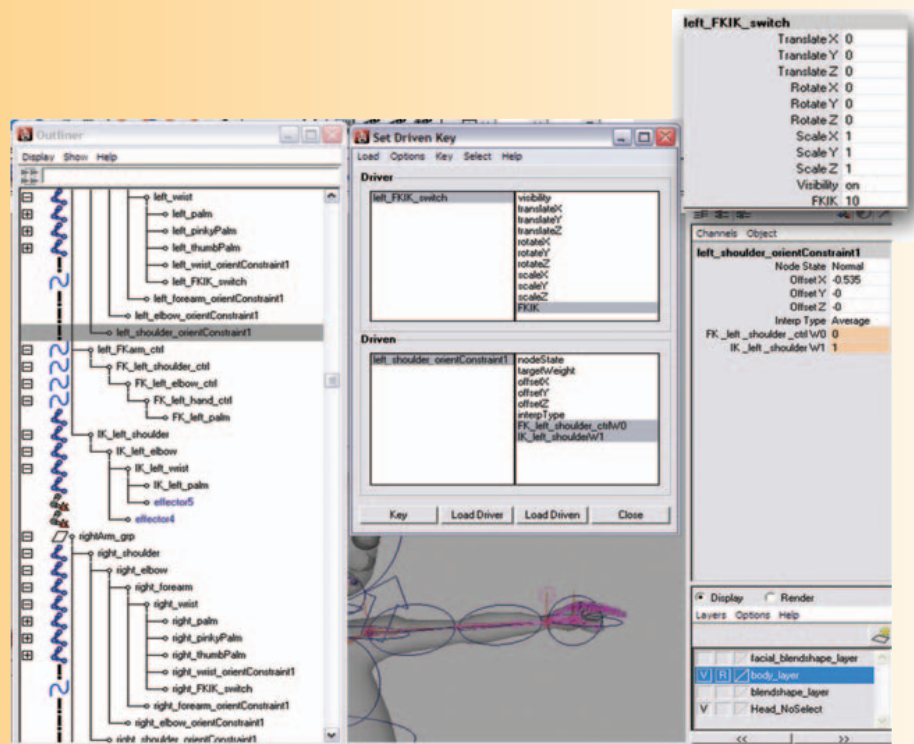 left_FKIK_switch
Translate X 0
Translate Y 0
Translate Z 0
Rotate X 0
Rotate Y 0
Rotate Z 0
Scale X 1
Scale Y 1
Scale Z 1
Visibility on
FKIK 10
Outliner
Display Show Help
left_wrist
left_palm
left_pinkyPalm
left_thumbPalm
left_wrist_orientConstraint1
left_FKIK_switch
left_forearm_orientConstraint1
left_elbow_orientConstraint1
left_shoulder_orientConstraint1
left_FKarm_ctrl
FK_left_shoulder_ctrl
FK_left_elbow_ctrl
FK_left_hand_ctrl
FK_left_palm
IK_left_shoulder
IK_left_elbow
IK_left_wrist
IK_left_palm
effector5
effector4
rightArm_grp
right_shoulder
right_elbow
right_forearm
right_wrist
right_palm
right_pinkyPalm
right_thumbPalm
right_wrist_orientConstraint1
right_FKIK_switch
right_forearm_orientConstraint1
right_elbow_orientConstraint1
right_shoulder_orientConstraint1
Set Driven Key
Load Options Key Select Help
Driver
left_FKIK_switch
visibility
translateX
translateY
translateZ
rotateX
rotateY
rotateZ
scaleX
scaleY
scaleZ
FKIK
Driven
left_shoulder_orientConstraint1
nodeState
targetWeight
offsetX
offsetY
offsetZ
interpType
FK_left_shoulder_ctrlW0
IK_left_shoulderW1
Key Load Driver Load Driven Close
Channels Object
left_shoulder_orientConstraint1
Node State Normal
Offset X -0.535
Offset Y -0
Offset Z -0
Interp Type Average
FK _left _shoulder _ctrl W0 0
IK _left _shoulder W1 1
Display Render
Layers Options Help
facial_blendshape_layer
V R body_layer
blendshape_layer
V Head_NoSelect
<< >>